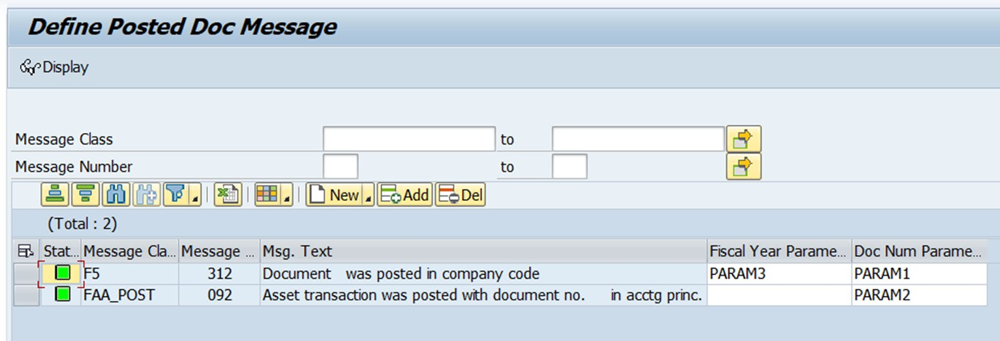 Define Posted Doc Message
Display
Message Class to
Message Number to
New Add Del
(Total : 2)
Stat... Message Cla... Message ... Msg. Text Fiscal Year Parame... Doc Num Parame...
F5 312 Document was posted in company code PARAM3 PARAM1
FAA_POST 092 Asset transaction was posted with document no. in acctg princ. PARAM2